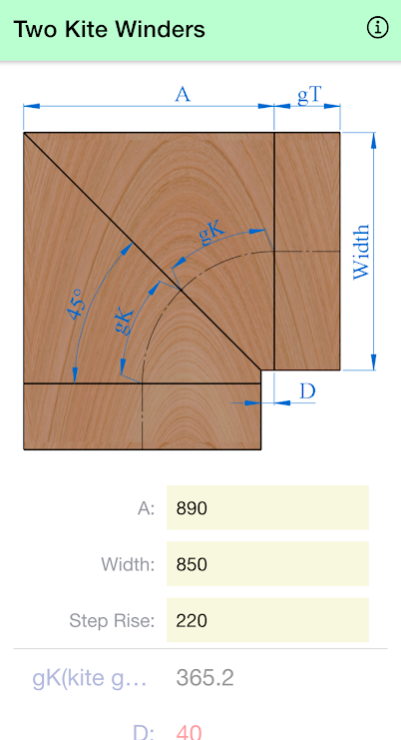 Two Kite Winders
A gT
gK
Width
45°
gK
D
A: 890
Width: 850
Step Rise: 220
gK(kite g... 365.2
D: 40